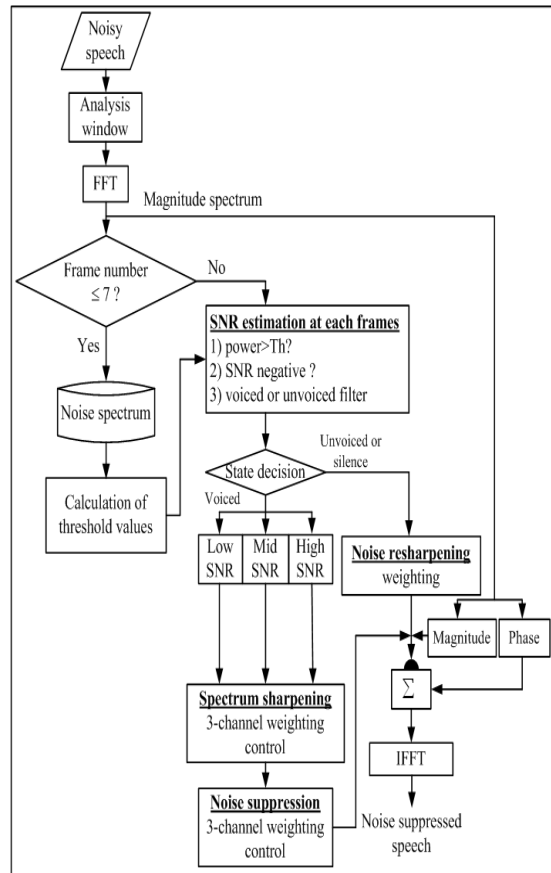 Noisy
speech
Analysis
window
FFT
Magnitude spectrum
Frame number
≤ 7 ?
No
Yes
SNR estimation at each frames
1) power>Th?
2) SNR negative ?
3) voiced or unvoiced filter
Noise spectrum
Calculation of
threshold values
State decision
Unvoiced or
silence
Voiced
Low
SNR
Mid
SNR
High
SNR
Noise resharpening
weighting
Magnitude
Phase
Σ
Spectrum sharpening
3-channel weighting
control
IFFT
Noise suppression
3-channel weighting
control
Noise suppressed
speech